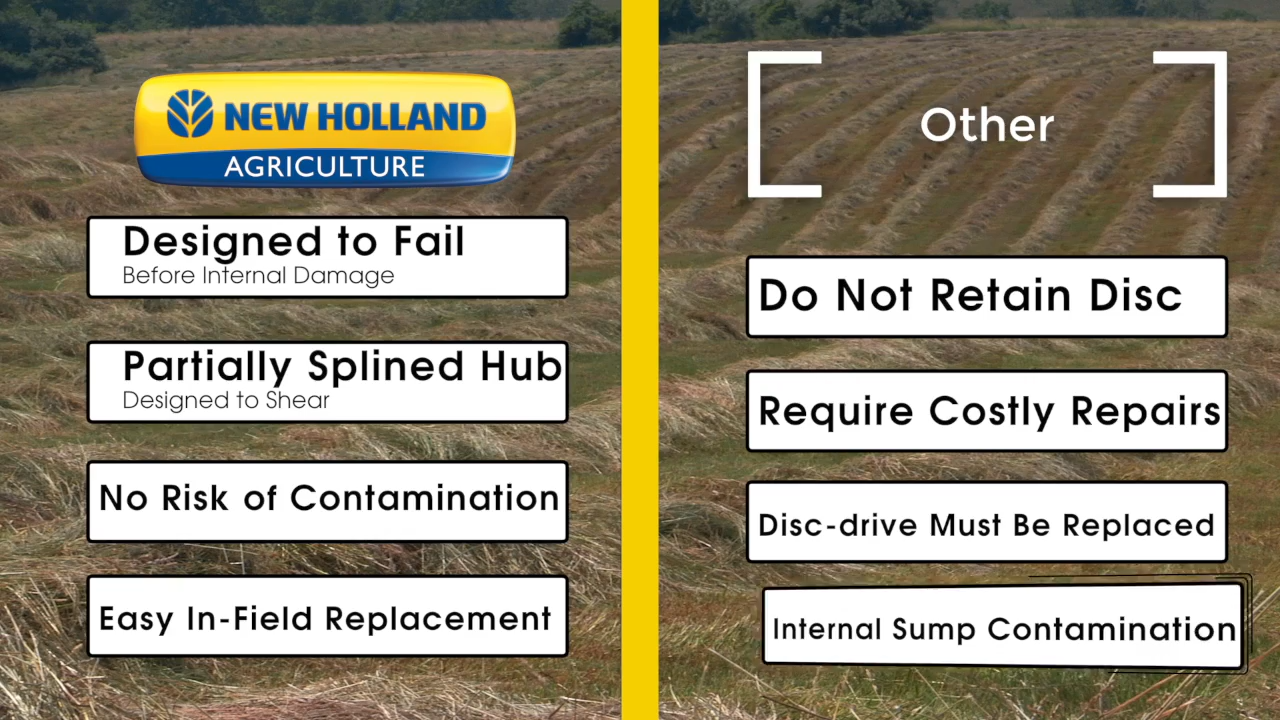 NEW HOLLAND
AGRICULTURE
Designed to Fail
Before Internal Damage
Partially Splined Hub
Designed to Shear
No Risk of Contamination
Easy In-Field Replacement
Other
Do Not Retain Disc
Require Costly Repairs
Disc-drive Must Be Replaced
Internal Sump Contamination